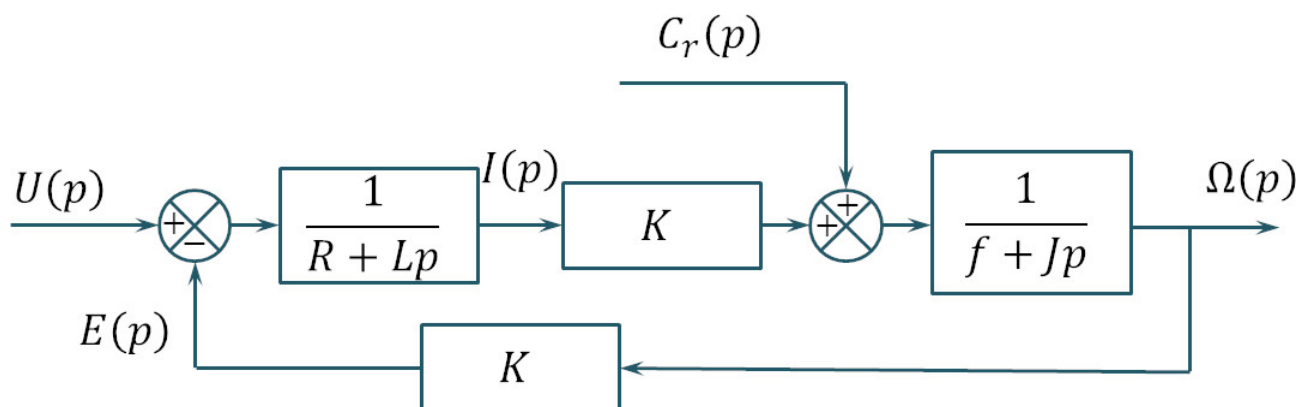 C_r(p)
U(p)
+
−
1
R + Lp
I(p)
K
+
+
1
f + Jp
Ω(p)
E(p)
K